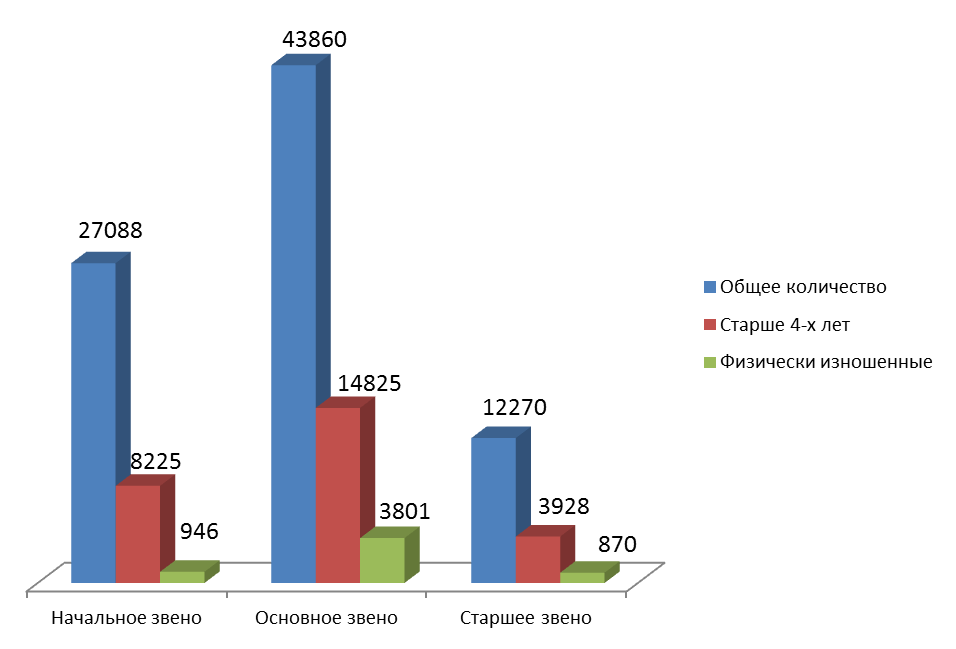 43860
27088
14825
12270
8225
3928
3801
946
870
Общее количество
Старше 4-х лет
Физически изношенные
Начальное звено
Основное звено
Старшее звено